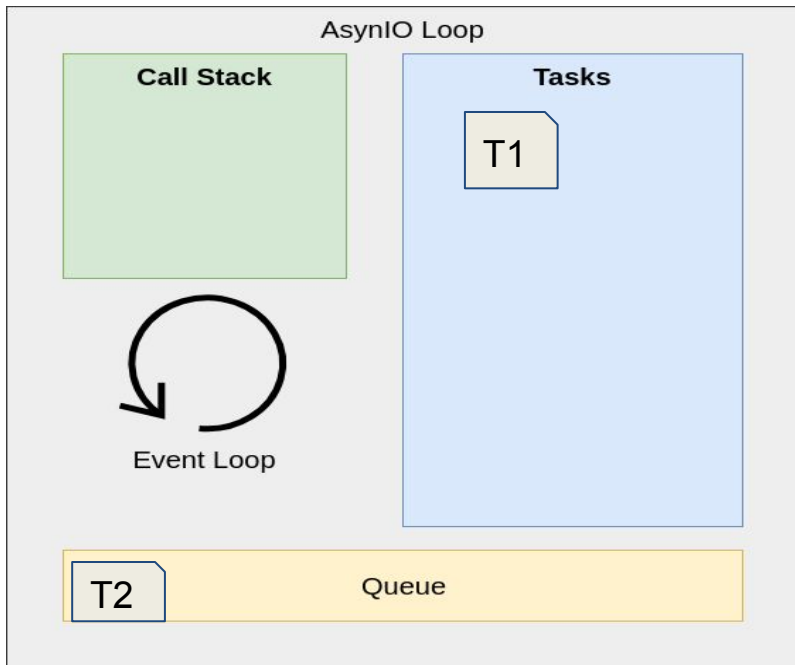 AsynIO Loop
Call Stack
Tasks
T1
Event Loop
T2
Queue